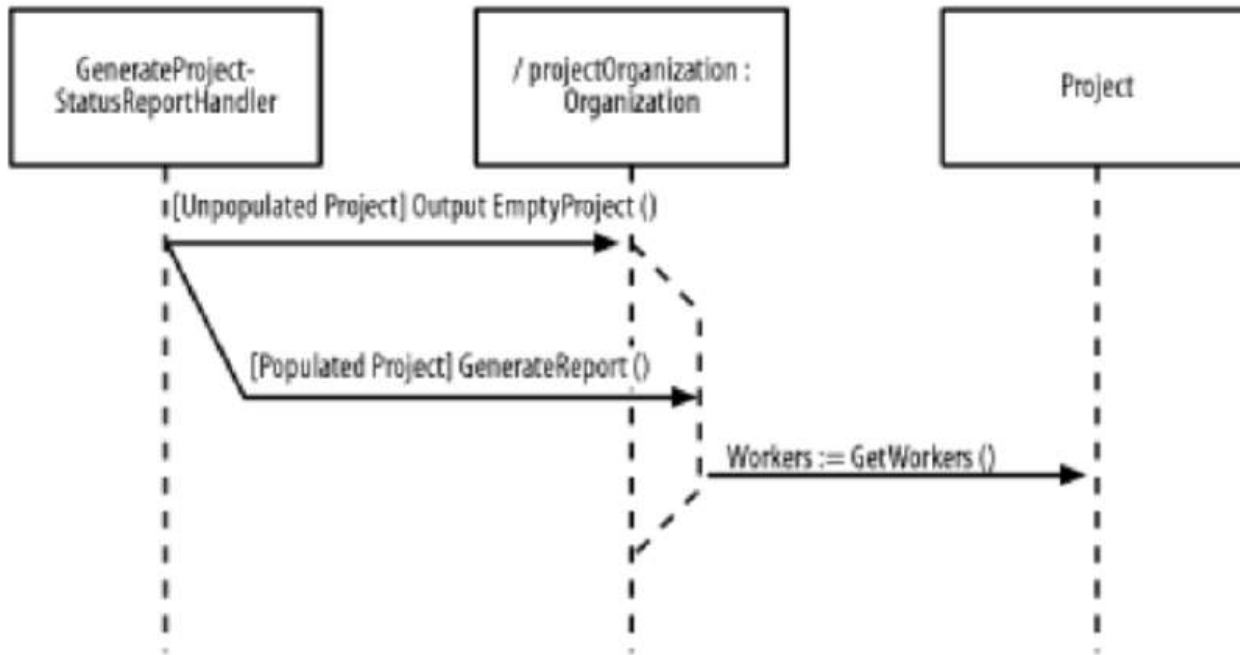 GenerateProject-
StatusReportHandler
/ projectOrganization :
Organization
Project
[Unpopulated Project] Output EmptyProject ()
[Populated Project] GenerateReport ()
Workers := GetWorkers ()